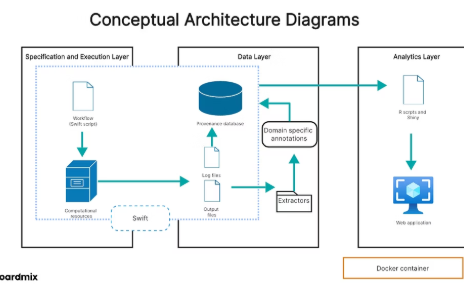 Conceptual Architecture Diagrams
Specification and Execution Layer
Data Layer
Analytics Layer
Workflow
(Swift script)
Provenance database
R scripts and
Shiny
Domain specific
annotations
Log files
Computational
resources
Output
files
Extractors
Swift
Web application
Docker container
oardmix